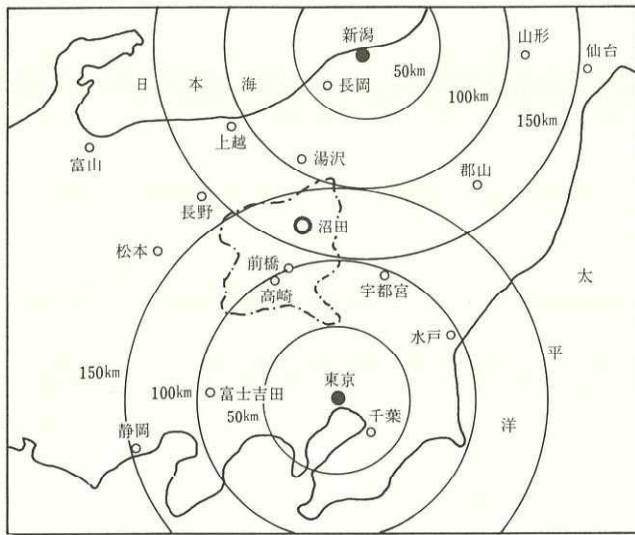 新潟
山形
仙台
50km
日本海
長岡
100km
150km
上越
富山
湯沢
郡山
長野
沼田
松本
前橋
太平洋
高崎
宇都宮
水戸
150km
東京
100km
富士吉田
50km
千葉
静岡